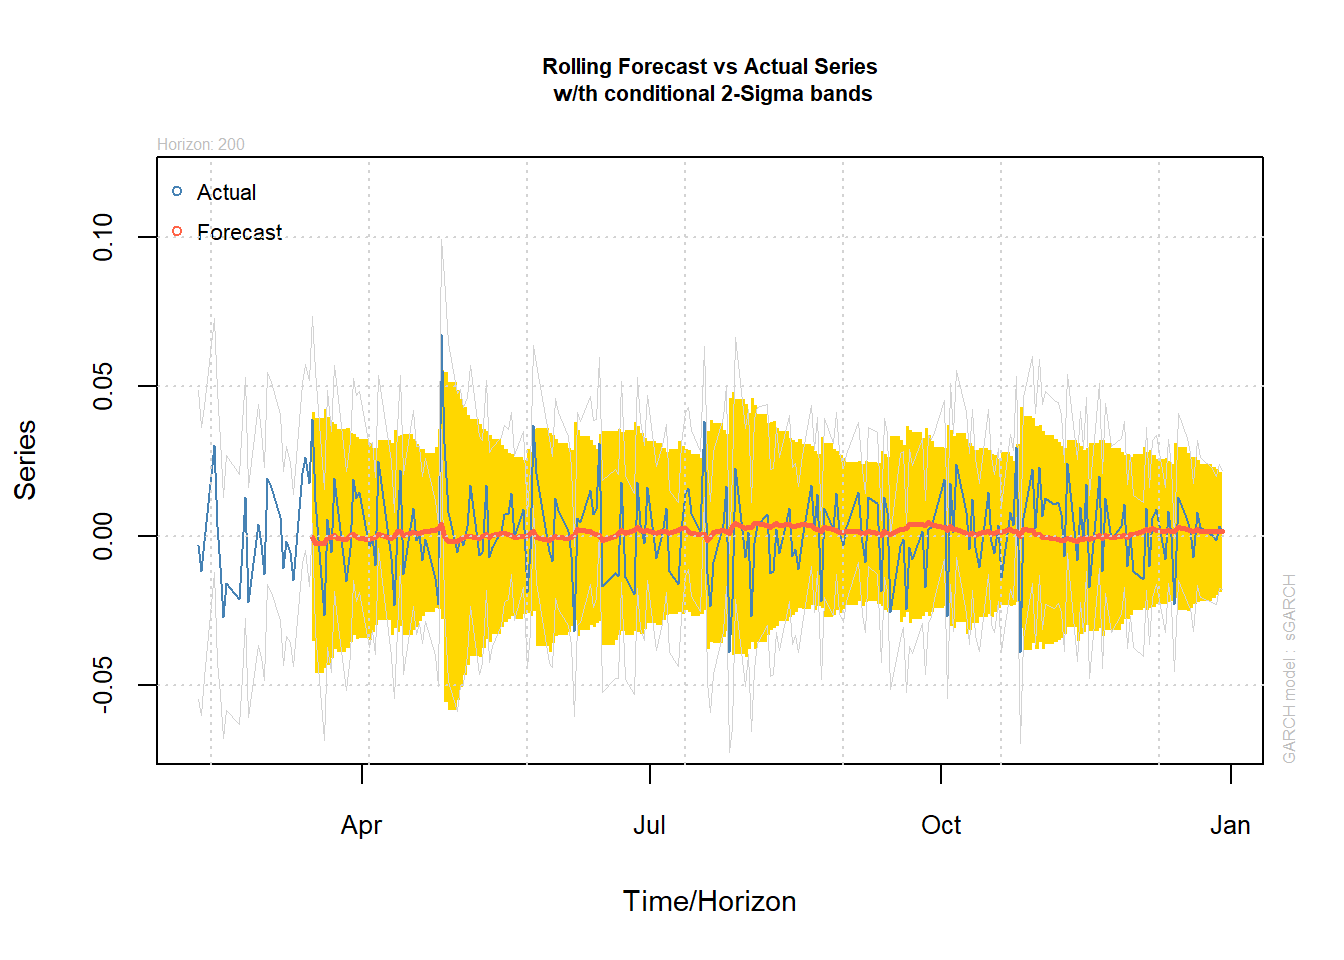 Rolling Forecast vs Actual Series
w/th conditional 2-Sigma bands
Horizon: 200
Actual
Forecast
0.10
0.05
0.00
-0.05
Series
Apr
Jul
Oct
Jan
Time/Horizon
GARCH model : sGARCH